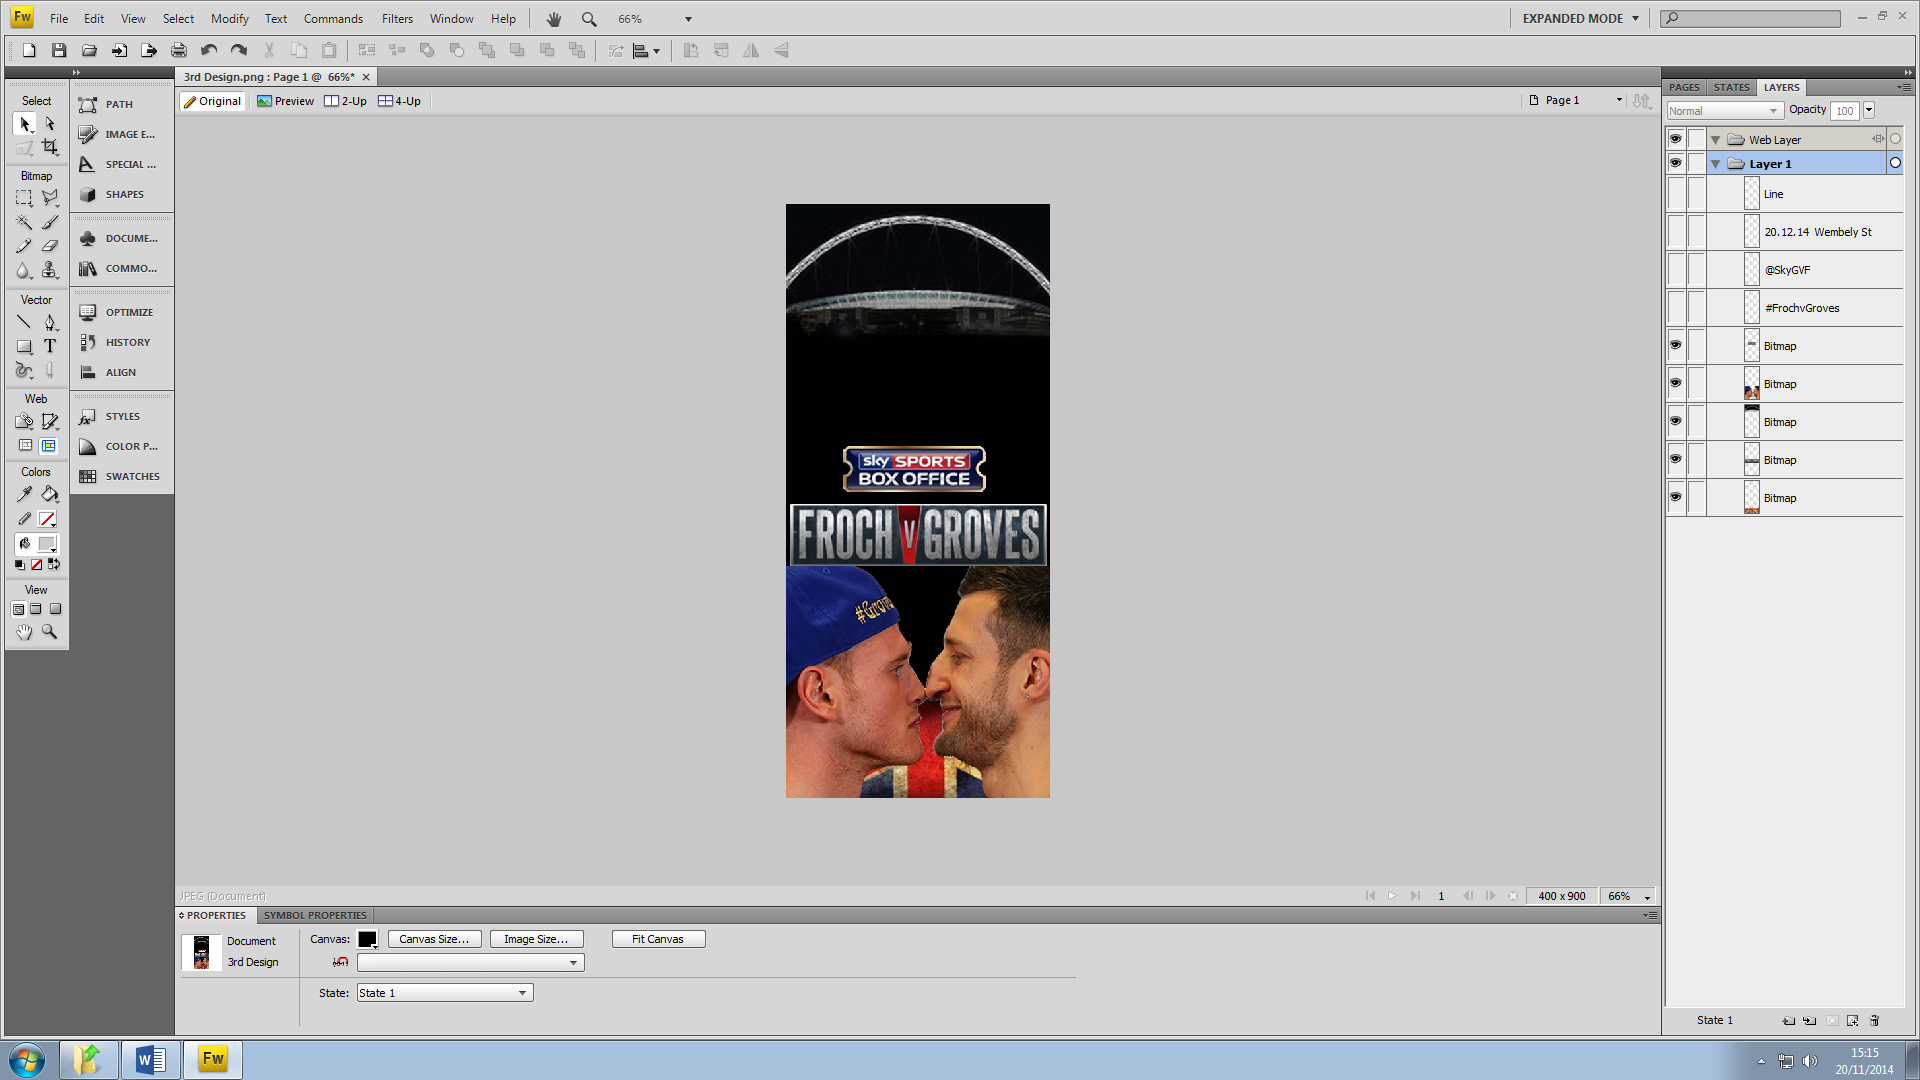 Fw File Edit View Select Modify Text Commands Filters Window Help 66% EXPANDED MODE
3rd Design.png : Page 1 @ 66%*
Original Preview 2-Up 4-Up Page 1
Select
Bitmap
Vector
Web
Colors
View
PATH
IMAGE E...
SPECIAL ...
SHAPES
DOCUME...
COMMO...
OPTIMIZE
HISTORY
ALIGN
STYLES
COLOR P...
SWATCHES
sky SPORTS
BOX OFFICE
FROCH V GROVES
PAGES STATES LAYERS
Normal Opacity 100
Web Layer
Layer 1
Line
20.12.14 Wembely St
@SkyGVF
#FrochvGroves
Bitmap
Bitmap
Bitmap
Bitmap
Bitmap
State 1
JPEG (Document) 1 400 x 900 66%
PROPERTIES SYMBOL PROPERTIES
Document
3rd Design
Canvas: Canvas Size... Image Size... Fit Canvas
State: State 1
Fw
15:15
20/11/2014